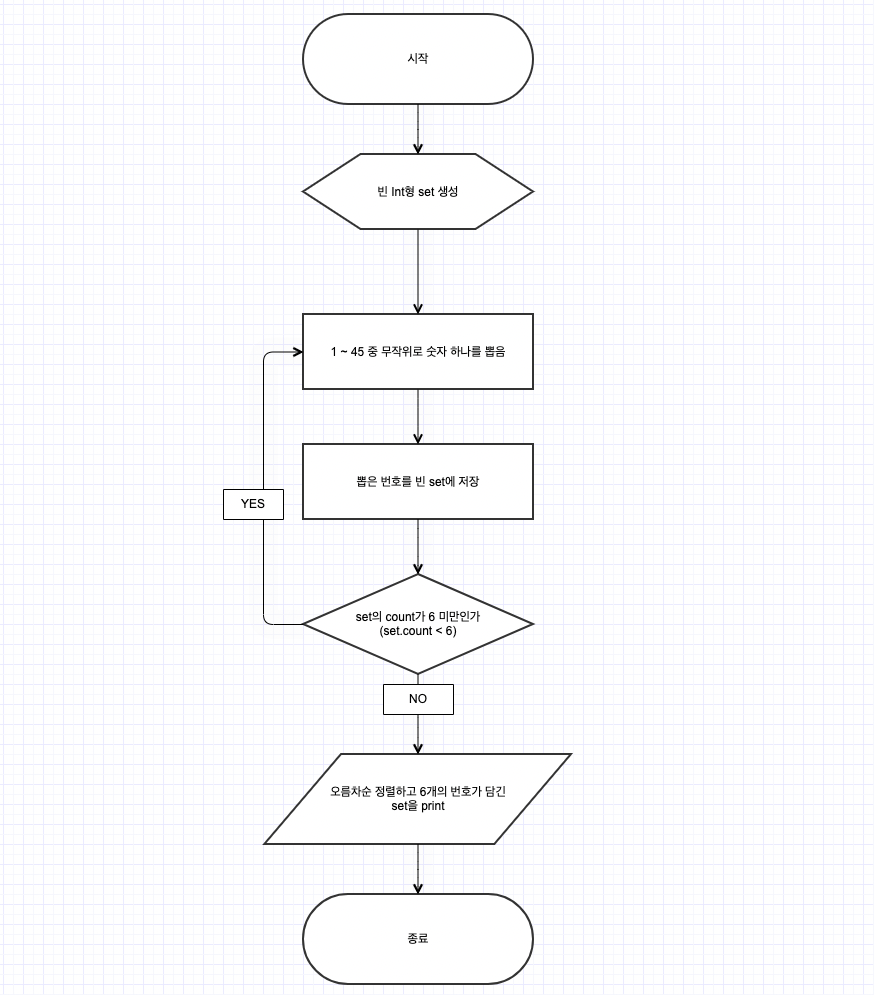 시작
빈 Int형 set 생성
1 ~ 45 중 무작위로 숫자 하나를 뽑음
뽑은 번호를 빈 set에 저장
YES
set의 count가 6 미만인가
(set.count < 6)
NO
오름차순 정렬하고 6개의 번호가 담긴
set을 print
종료